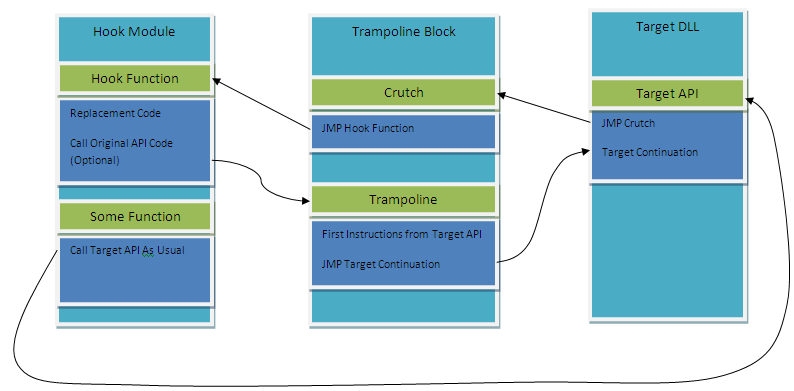 Hook Module
Hook Function
Replacement Code
Call Original API Code
(Optional)
Some Function
Call Target API As Usual
Trampoline Block
Crutch
JMP Hook Function
Trampoline
First Instructions from Target API
JMP Target Continuation
Target DLL
Target API
JMP Crutch
Target Continuation